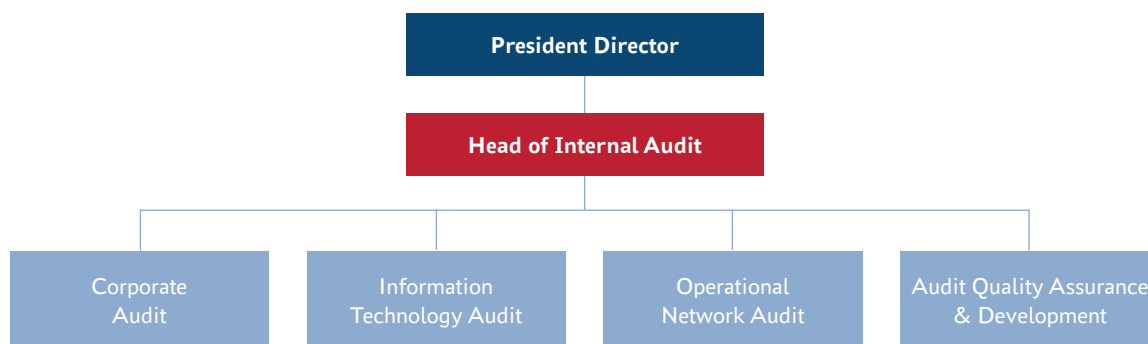 President Director
Head of Internal Audit
Corporate
Audit
Information
Technology Audit
Operational
Network Audit
Audit Quality Assurance
& Development